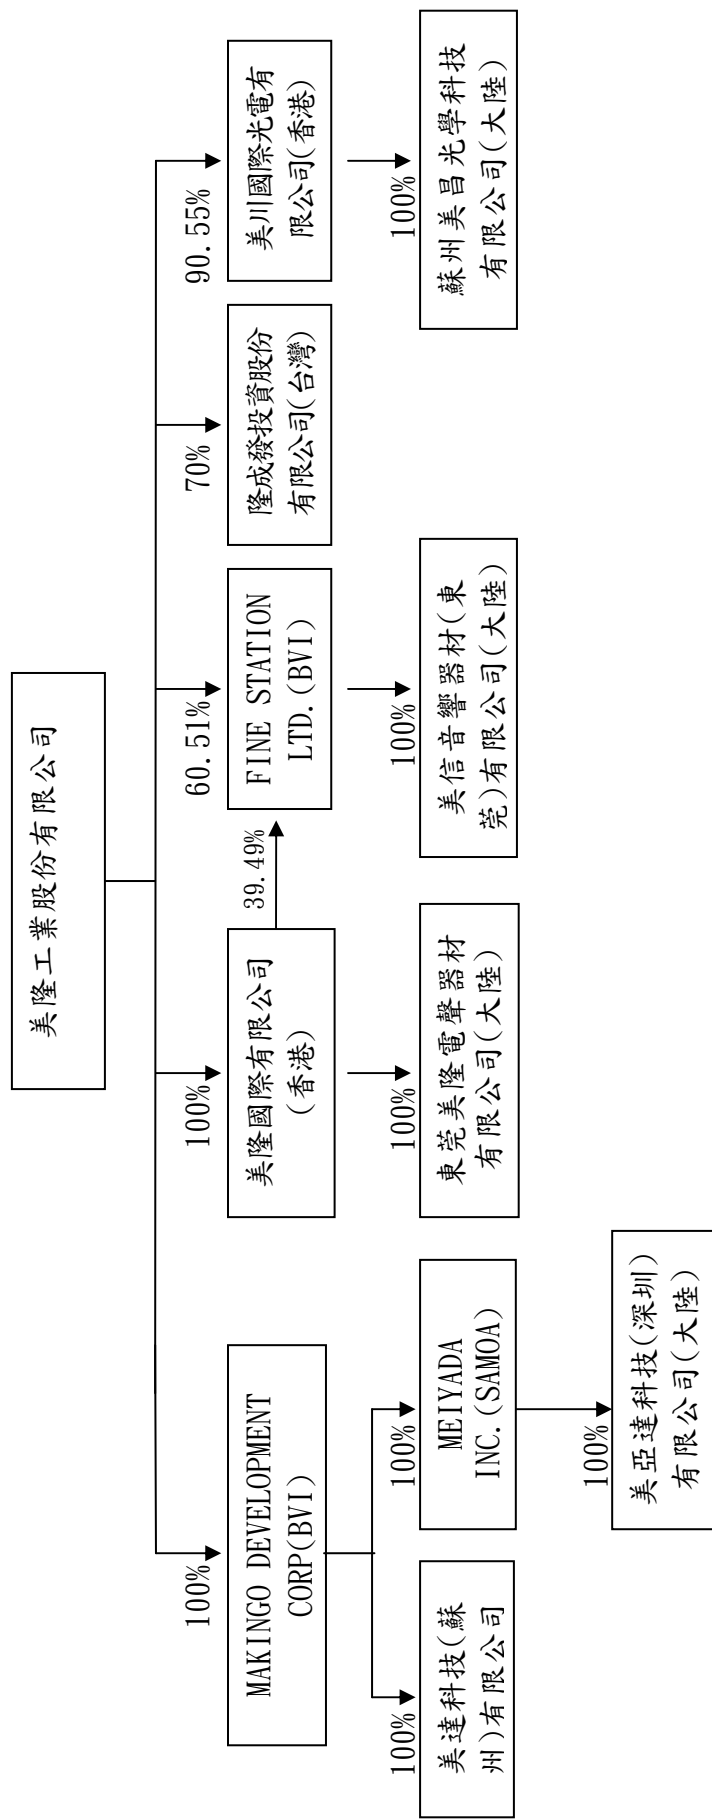 美隆工業股份有限公司
100%
100%
60.51%
70%
90.55%
MAKINGO DEVELOPMENT
CORP(BVI)
美隆國際有限公司
(香港)
39.49%
FINE STATION
LTD.(BVI)
隆成發投資股份
有限公司(台灣)
美川國際光電有
限公司(香港)
100%
100%
100%
100%
100%
美達科技(蘇
州)有限公司
MEIYADA
INC.(SAMOA)
東莞美隆電聲器材
有限公司(大陸)
美信音響器材(東
莞)有限公司(大陸)
蘇州美昌光學科技
有限公司(大陸)
100%
美亞達科技(深圳)
有限公司(大陸)